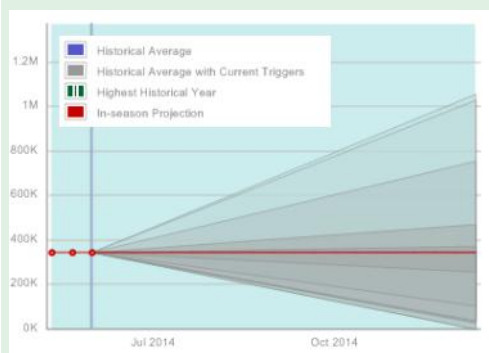 Historical Average
Historical Average with Current Triggers
Highest Historical Year
In-season Projection
1.2M
1M
800K
600K
400K
200K
0K
Jul 2014
Oct 2014